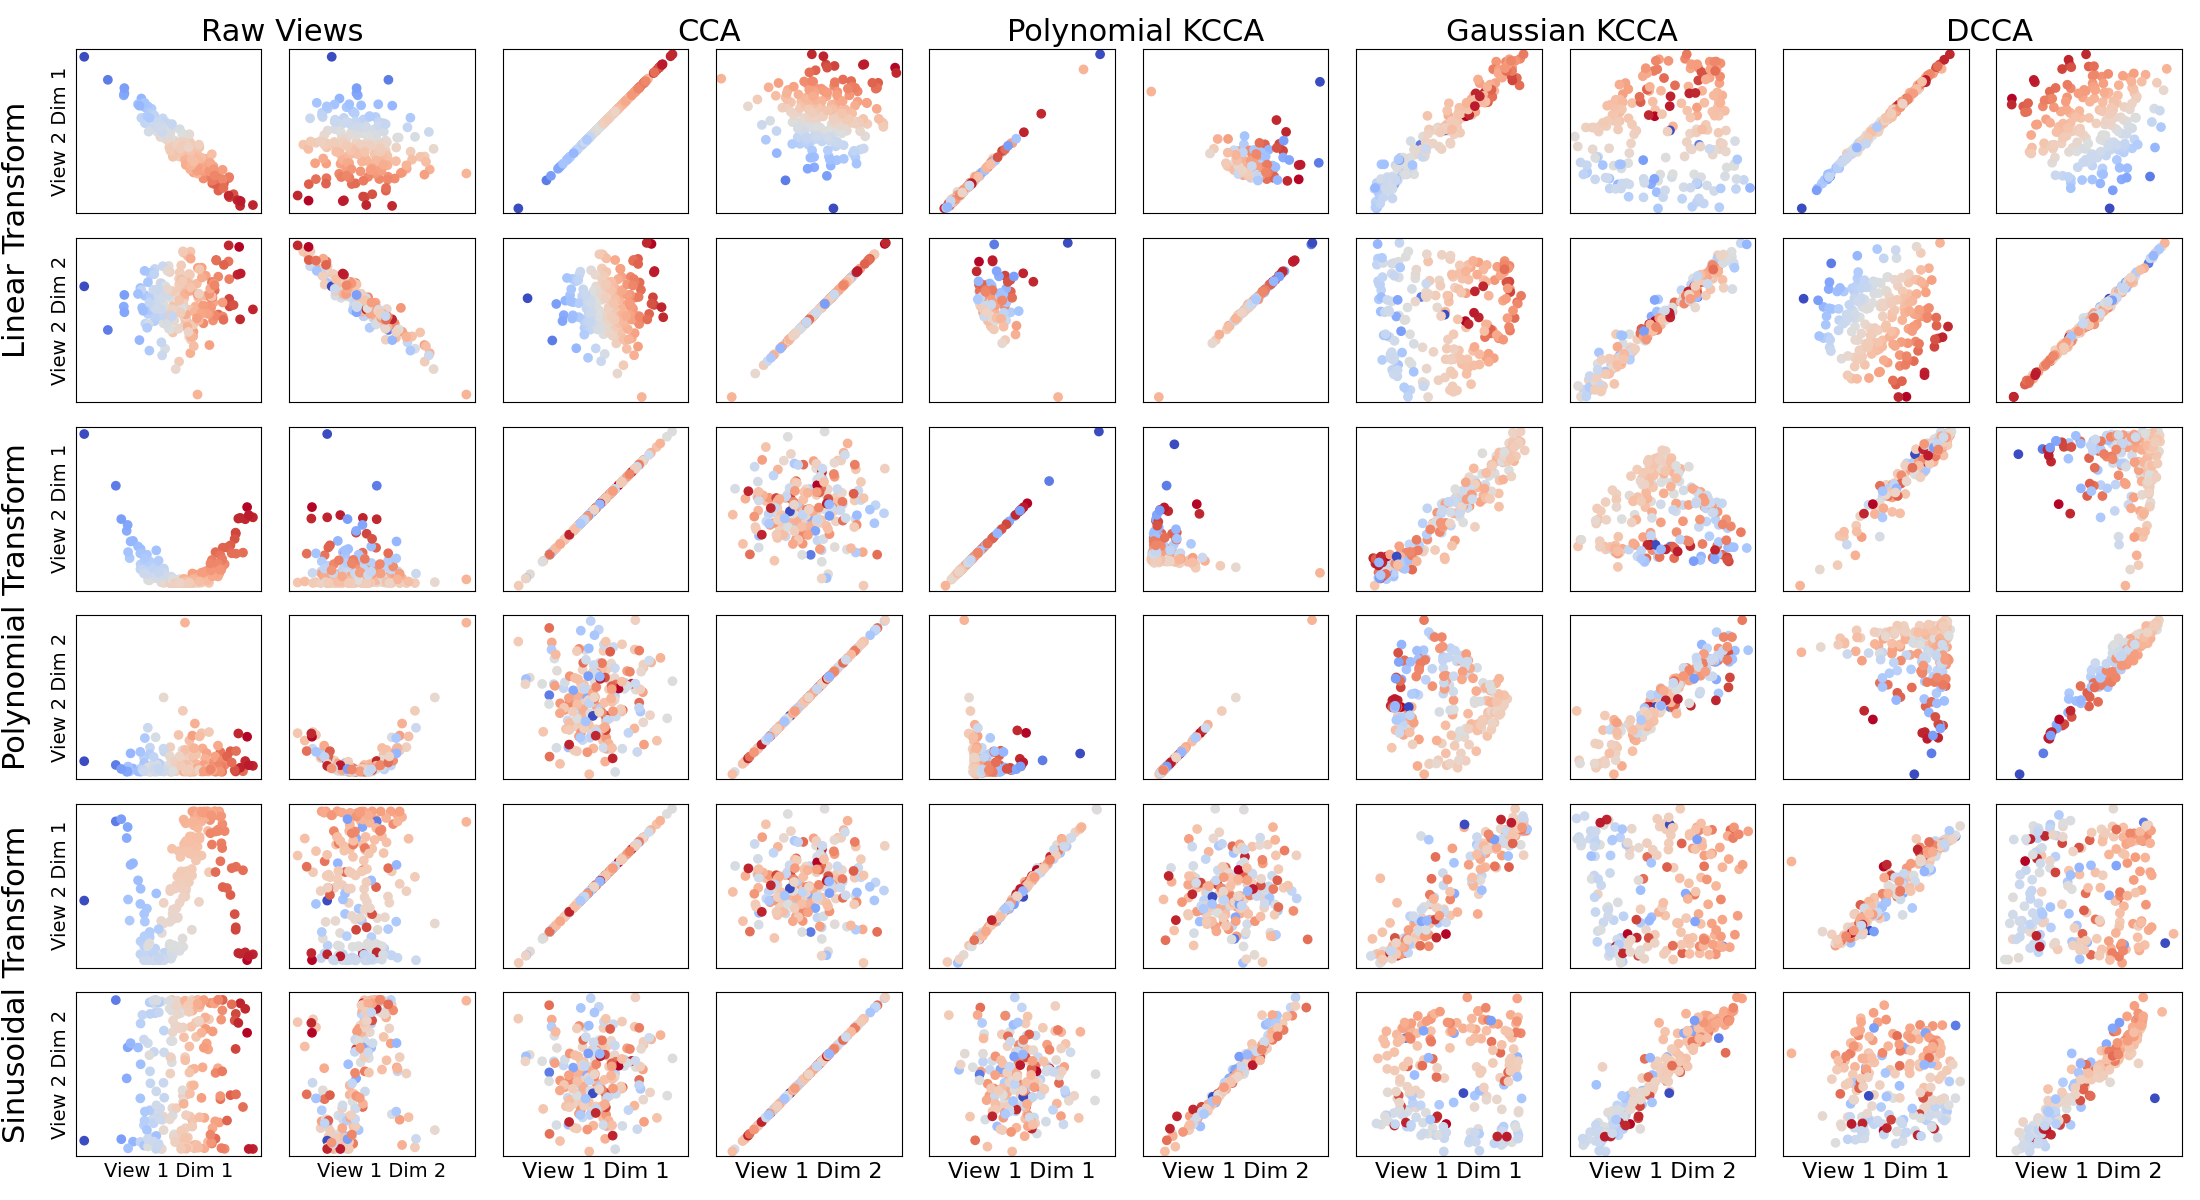 Raw Views
CCA
Polynomial KCCA
Gaussian KCCA
DCCA
Linear Transform
View 2 Dim 1
View 2 Dim 2
Polynomial Transform
View 2 Dim 1
View 2 Dim 2
Sinusoidal Transform
View 2 Dim 1
View 2 Dim 2
View 1 Dim 1
View 1 Dim 2
View 1 Dim 1
View 1 Dim 2
View 1 Dim 1
View 1 Dim 2
View 1 Dim 1
View 1 Dim 2
View 1 Dim 1
View 1 Dim 2